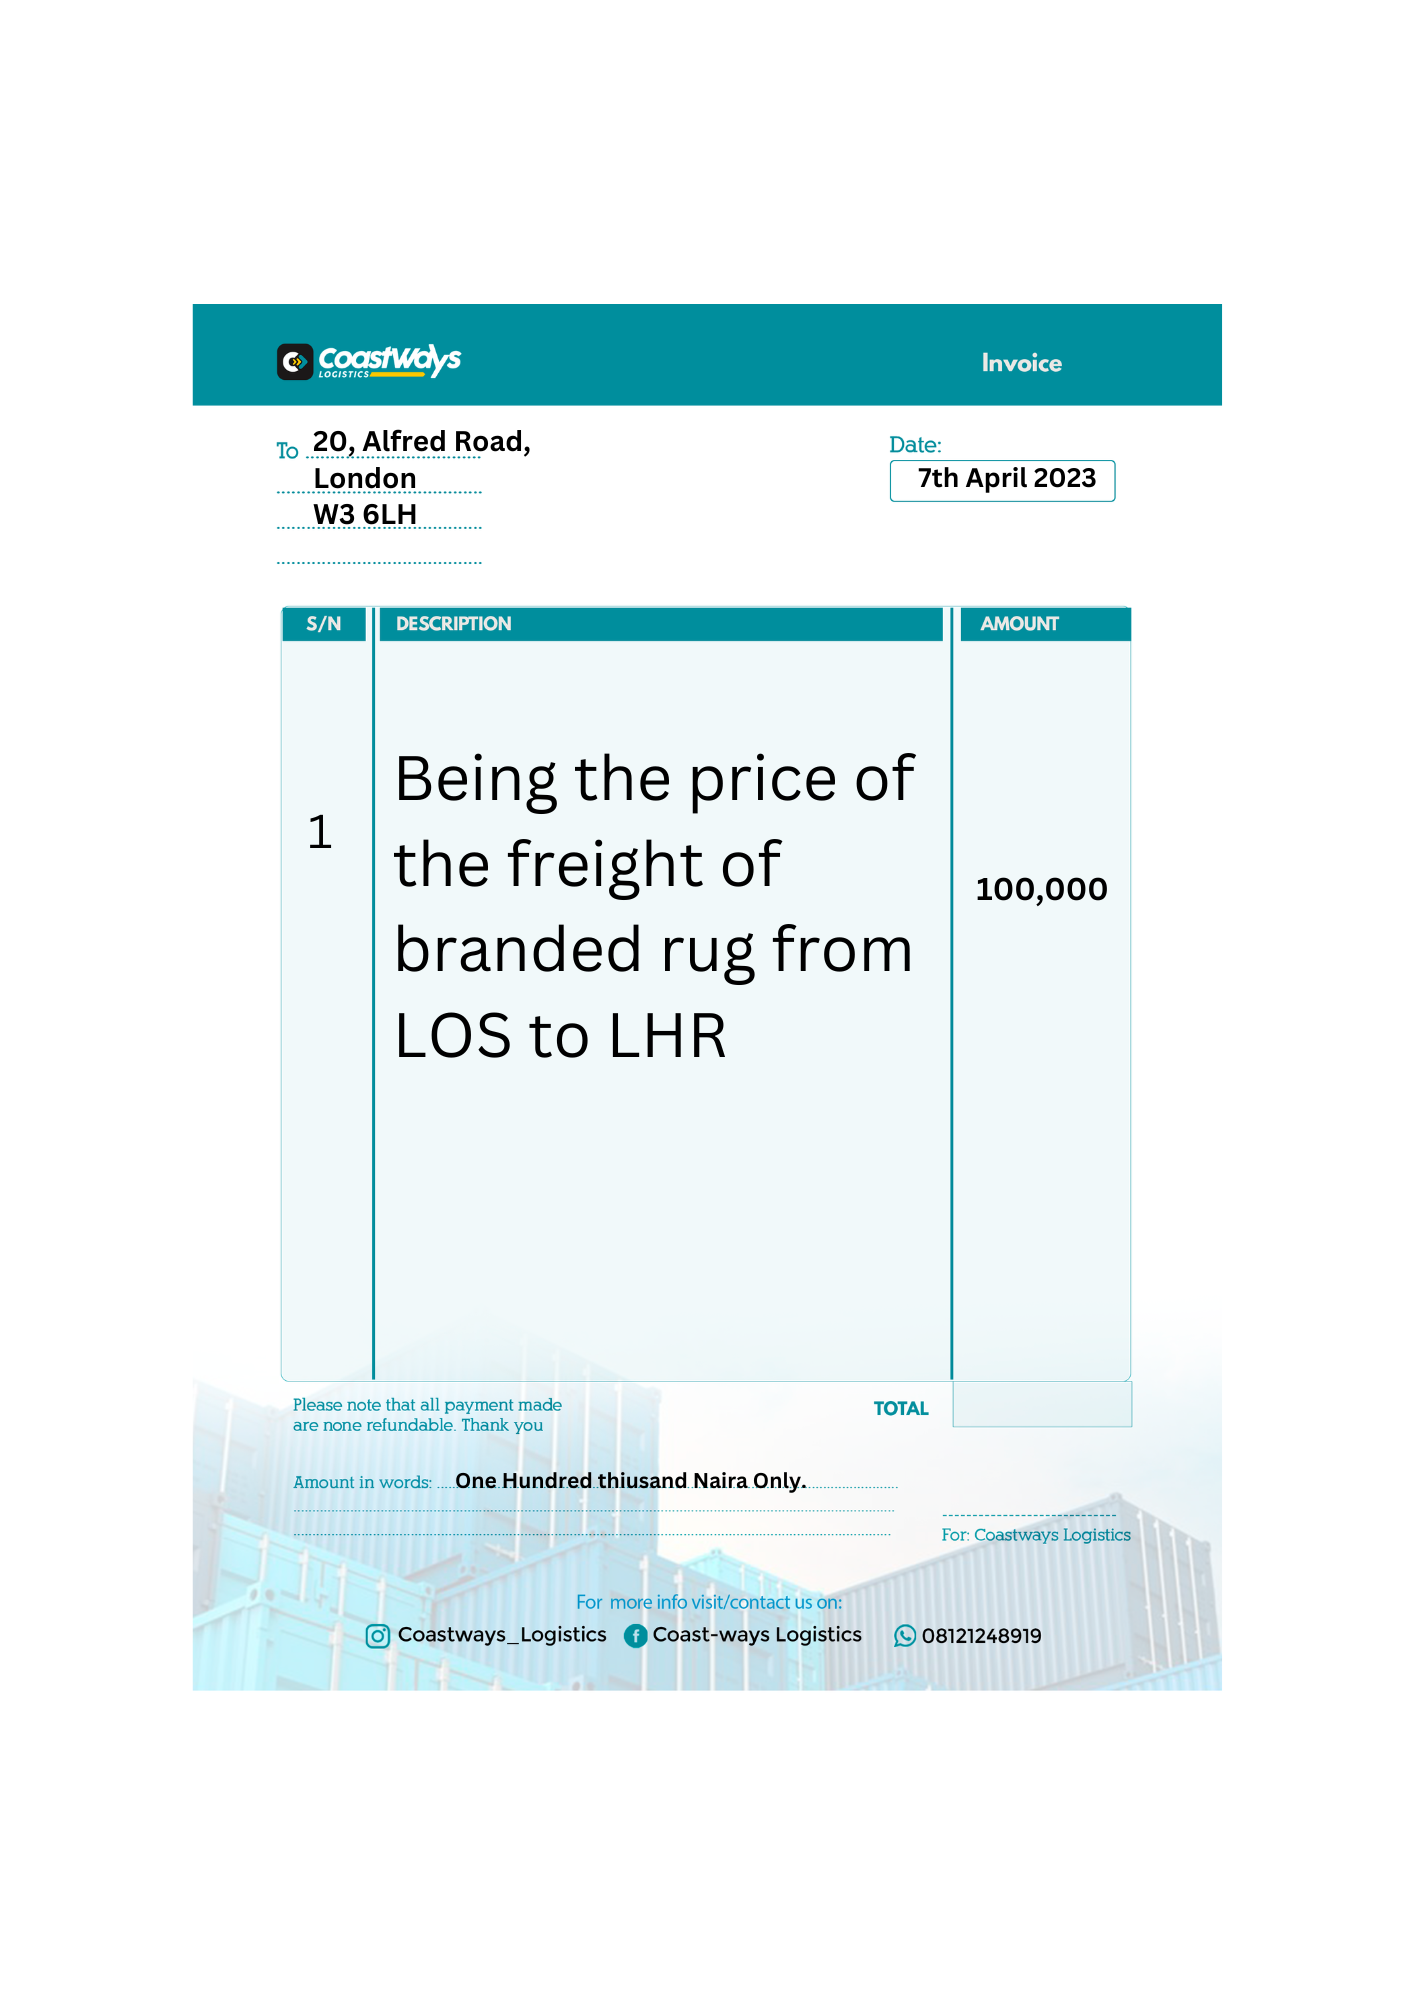 CoastWays
LOGISTICS
Invoice
To 20, Alfred Road,
London
W3 6LH
Date:
7th April 2023
S/N DESCRIPTION AMOUNT
1
Being the price of
the freight of
branded rug from
LOS to LHR
100,000
Please note that all payment made
are none refundable. Thank you
TOTAL
Amount in words: One Hundred thiusand Naira Only.
For: Coastways Logistics
For more info visit/contact us on:
Coastways_Logistics Coast-ways Logistics 08121248919